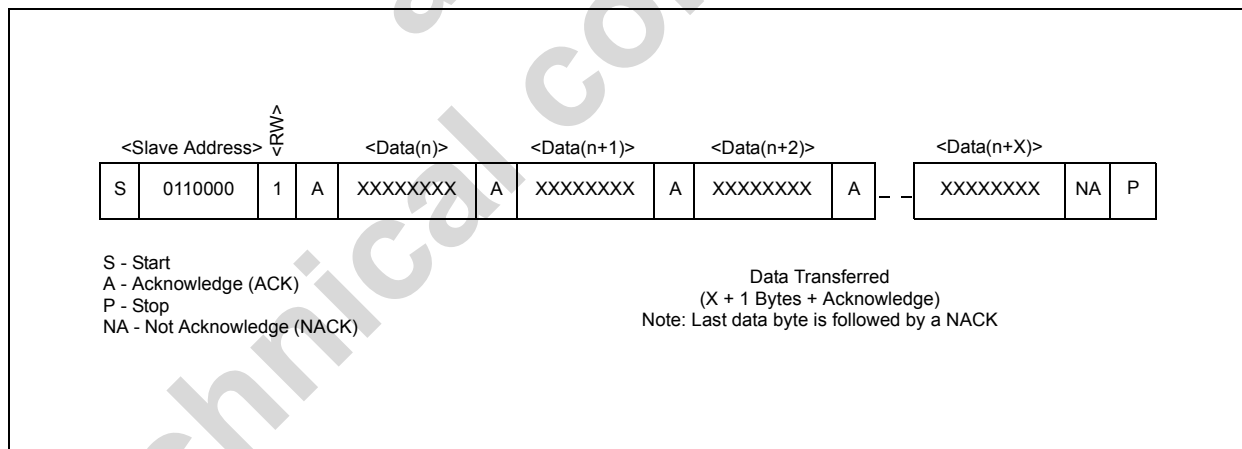 <RW>
<Slave Address> <Data(n)> <Data(n+1)> <Data(n+2)> <Data(n+X)>
S 0110000 1 A XXXXXXXX A XXXXXXXX A XXXXXXXX A XXXXXXXX NA P
S - Start
A - Acknowledge (ACK)
P - Stop
NA - Not Acknowledge (NACK)
Data Transferred
(X + 1 Bytes + Acknowledge)
Note: Last data byte is followed by a NACK